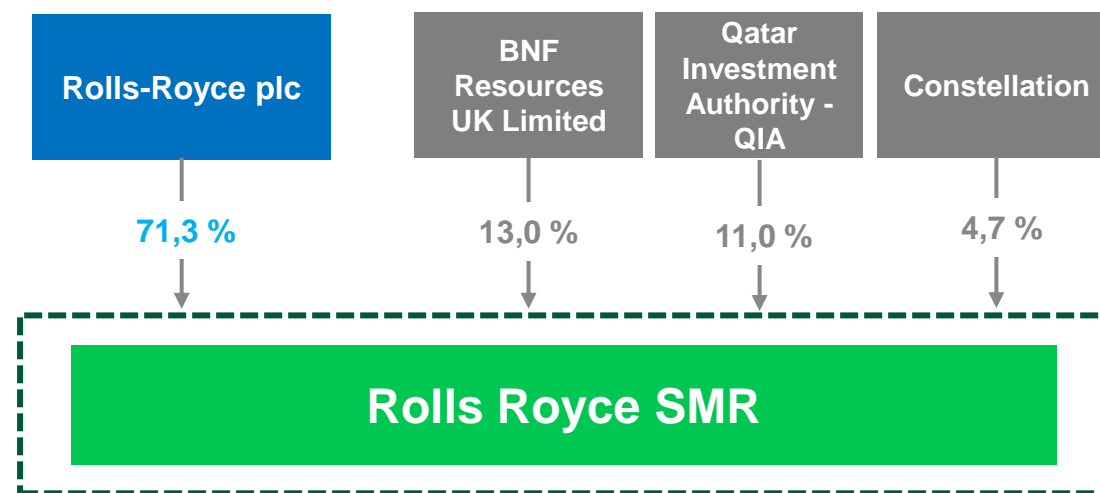 Rolls-Royce plc
BNF
Resources
UK Limited
Qatar
Investment
Authority -
QIA
Constellation
71,3 %
13,0 %
11,0 %
4,7 %
Rolls Royce SMR